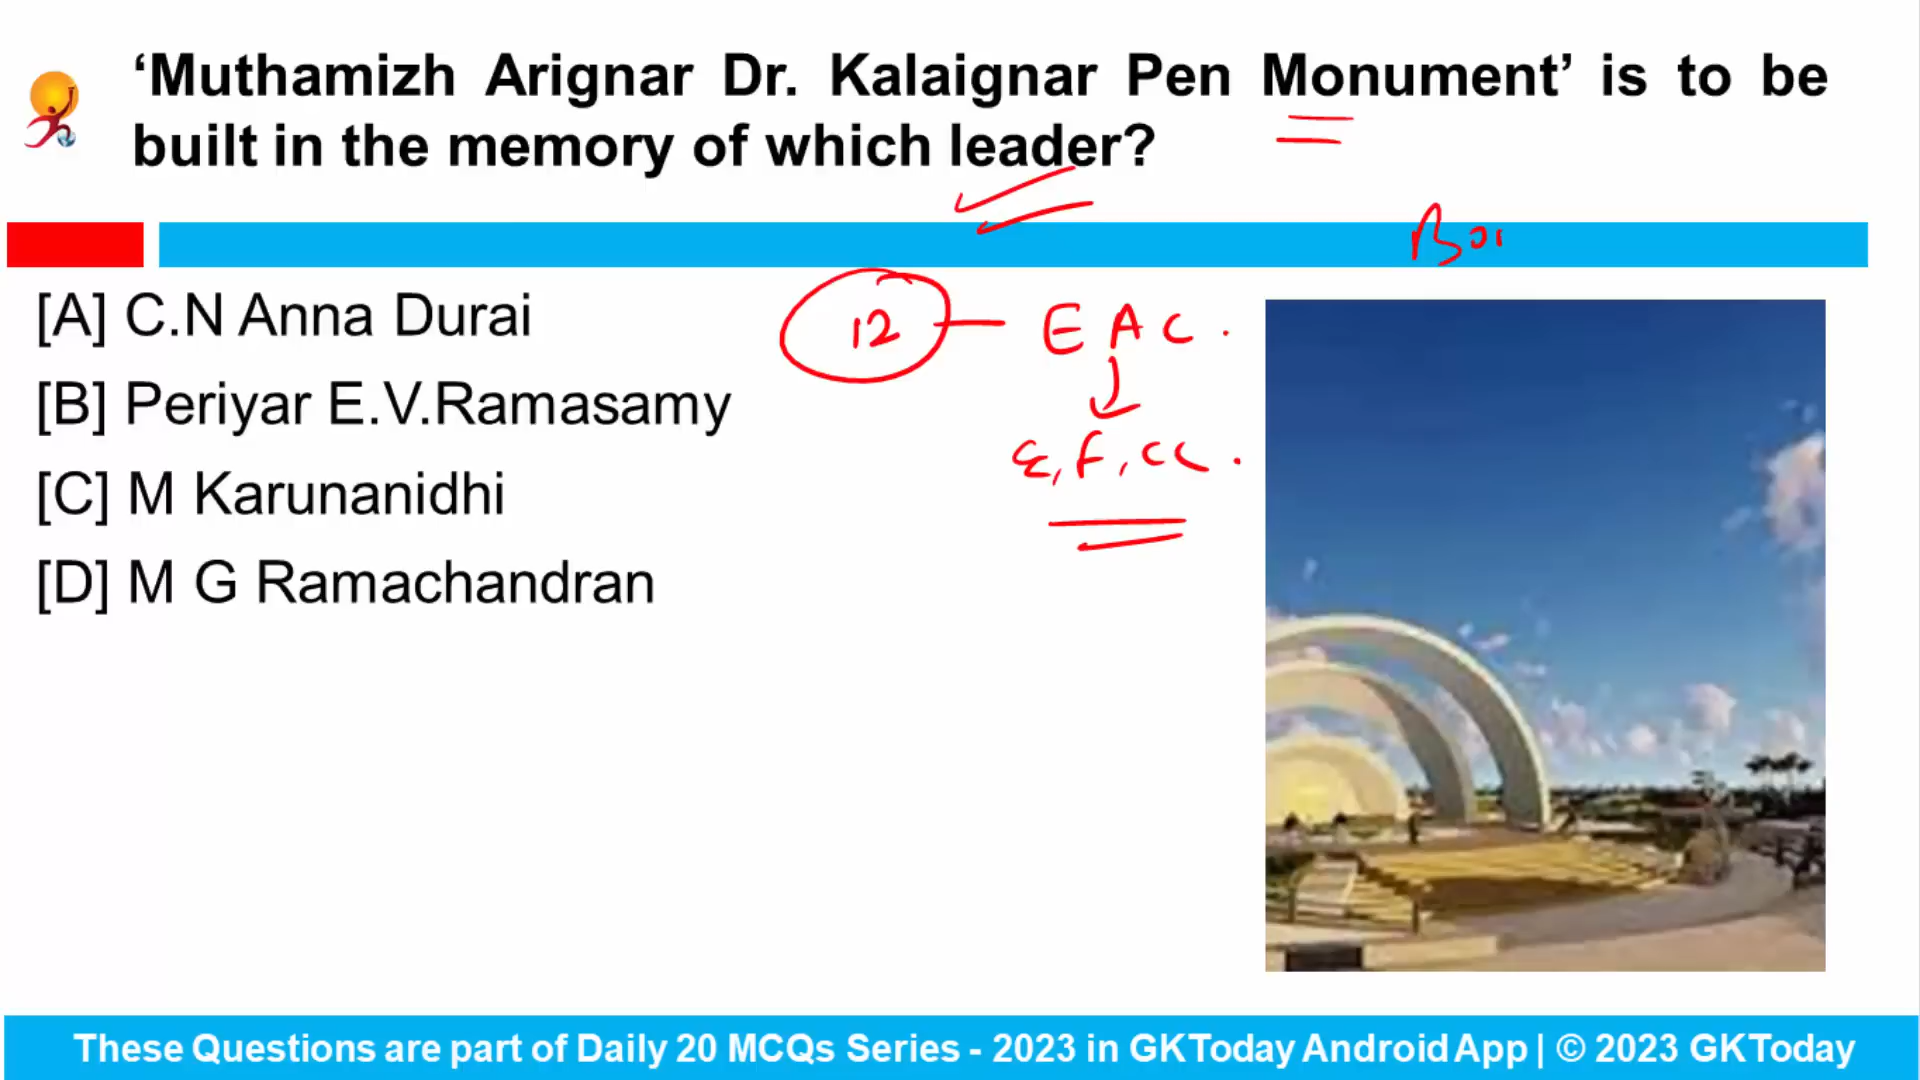 ‘Muthamizh Arignar Dr. Kalaignar Pen Monument’ is to be
built in the memory of which leader?
[A] C.N Anna Durai
[B] Periyar E.V.Ramasamy
[C] M Karunanidhi
[D] M G Ramachandran
12 — EAC.
E, F, CC.
These Questions are part of Daily 20 MCQs Series - 2023 in GKToday Android App | © 2023 GKToday